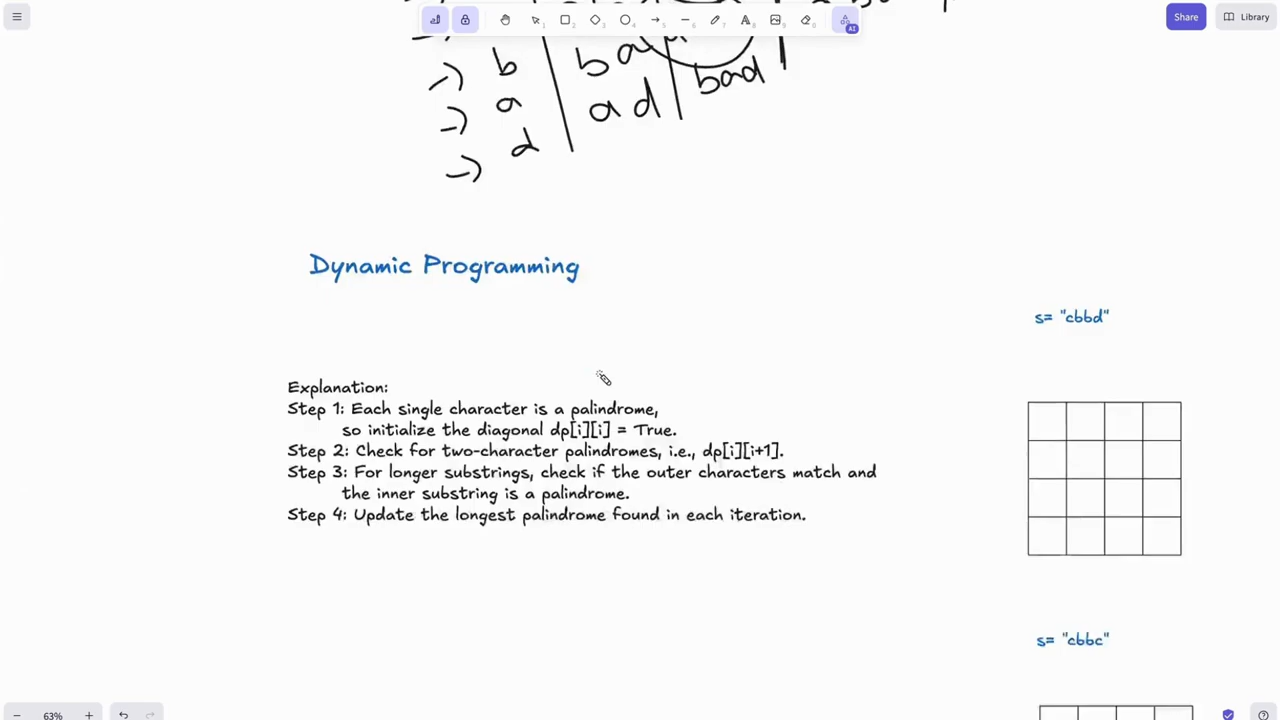 Share
Library
b | ba | bad
a | ad
d
Dynamic Programming
s= "cbbd"
Explanation:
Step 1: Each single character is a palindrome,
so initialize the diagonal dp[i][i] = True.
Step 2: Check for two-character palindromes, i.e., dp[i][i+1].
Step 3: For longer substrings, check if the outer characters match and
the inner substring is a palindrome.
Step 4: Update the longest palindrome found in each iteration.
s= "cbbc"
63%